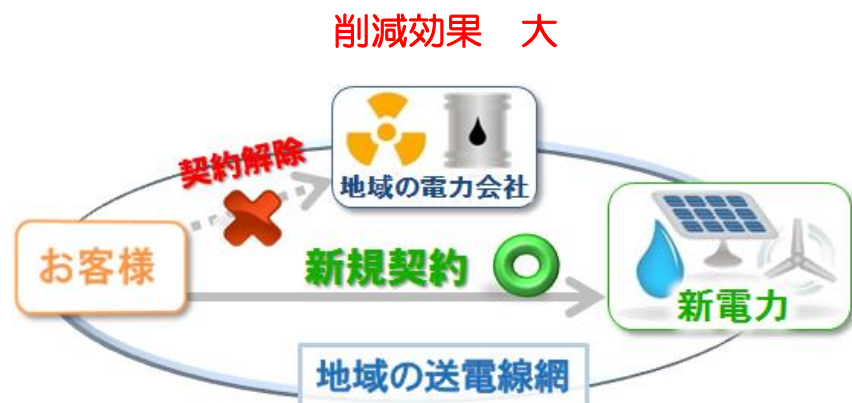 削減効果　大
契約解除
地域の電力会社
お客様
新規契約
新電力
地域の送電線網